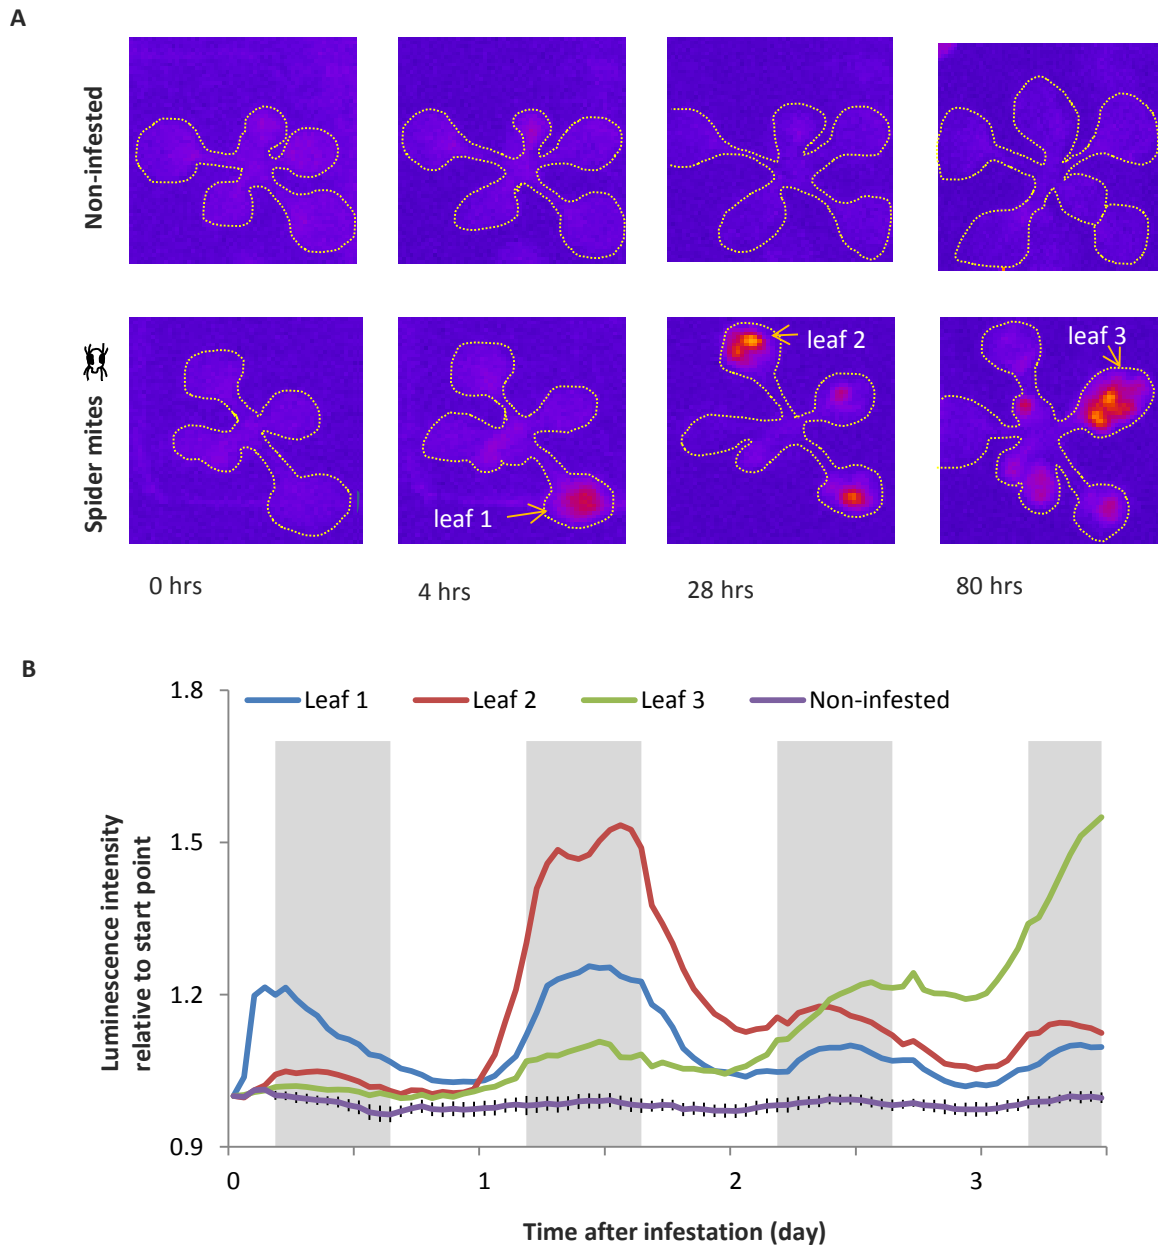 A
Non-infested
leaf 2
leaf 3
Spider mites
leaf 1
0 hrs
4 hrs
28 hrs
80 hrs
B
1.8
Leaf 1
Leaf 2
Leaf 3
Non-infested
1.5
Luminescence intensity
relative to start point
1.2
0.9
0
1
2
3
Time after infestation (day)